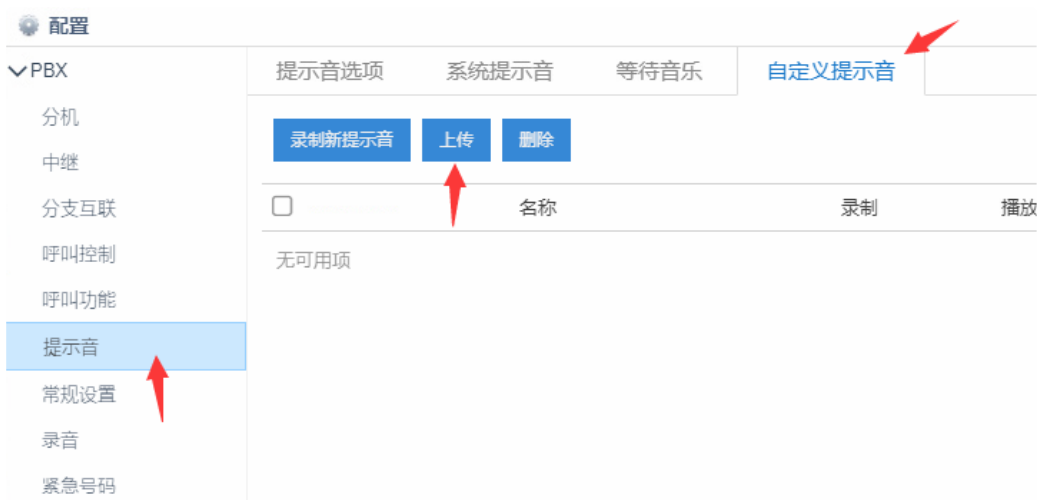 配置
PBX
分机
中继
分支互联
呼叫控制
呼叫功能
提示音
常规设置
录音
紧急号码
提示音选项 系统提示音 等待音乐 自定义提示音
录制新提示音 上传 删除
名称 录制 播放
无可用项